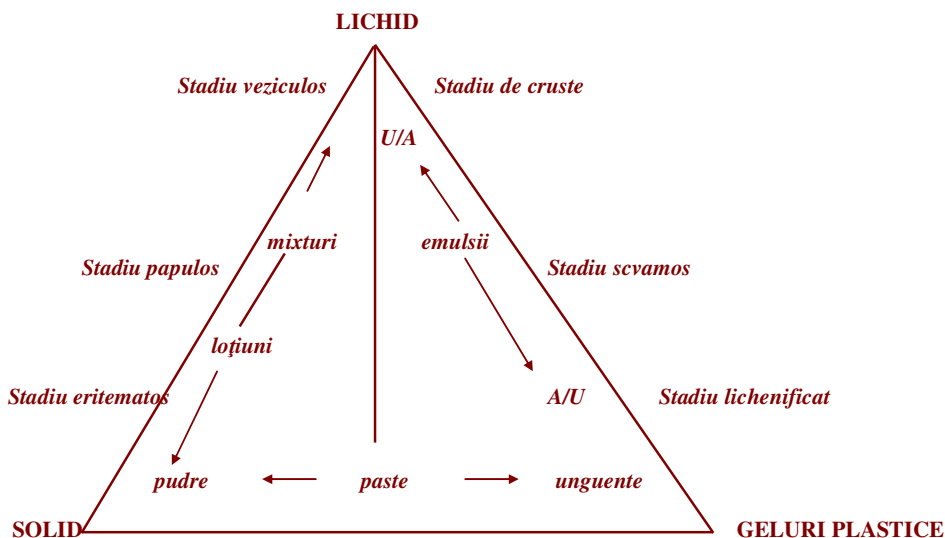 LICHID
Stadiu veziculos
Stadiu de cruste
U/A
mixturi
emulsii
Stadiu papulos
Stadiu scvamos
loţiuni
Stadiu eritematos
A/U
Stadiu lichenificat
pudre
paste
unguente
SOLID
GELURI PLASTICE